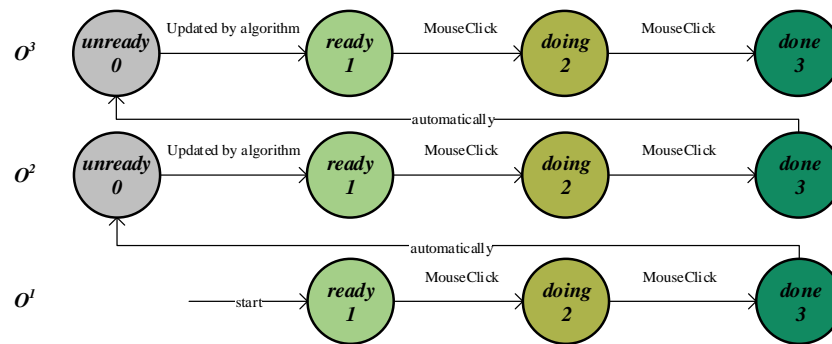 Updated by algorithm MouseClick MouseClick
O³ unready 0 ready 1 doing 2 done 3
automatically
Updated by algorithm MouseClick MouseClick
O² unready 0 ready 1 doing 2 done 3
automatically
MouseClick MouseClick
O¹ start ready 1 doing 2 done 3